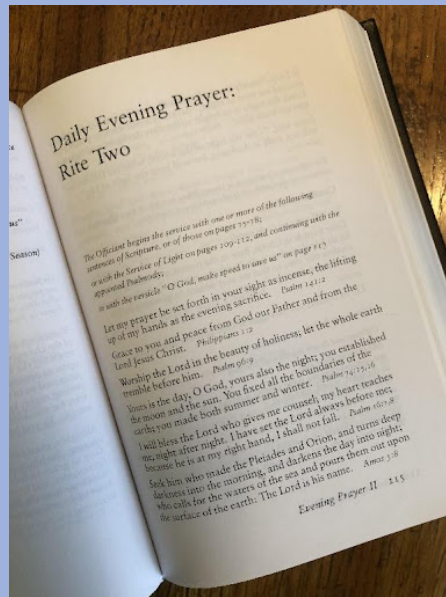 us"
Season)
Daily Evening Prayer:
Rite Two
The Officiant begins the service with one or more of the following
sentences of Scripture, or of those on pages 75-78;
or with the Service of Light on pages 109-112, and continuing with the
appointed Psalmody;
or with the versicle "O God, make speed to save us" on page 117
Let my prayer be set forth in your sight as incense, the lifting
up of my hands as the evening sacrifice. Psalm 141:2
Grace to you and peace from God our Father and from the
Lord Jesus Christ. Philippians 1:2
Worship the Lord in the beauty of holiness; let the whole earth
tremble before him. Psalm 96:9
Yours is the day, O God, yours also the night; you established
the moon and the sun. You fixed all the boundaries of the
earth; you made both summer and winter. Psalm 74:15,16
I will bless the Lord who gives me counsel; my heart teaches
me, night after night. I have set the Lord always before me;
because he is at my right hand, I shall not fall. Psalm 16:7,8
Seek him who made the Pleiades and Orion, and turns deep
darkness into the morning, and darkens the day into night;
who calls for the waters of the sea and pours them out upon
the surface of the earth: The Lord is his name. Amos 5:8
Evening Prayer II 115